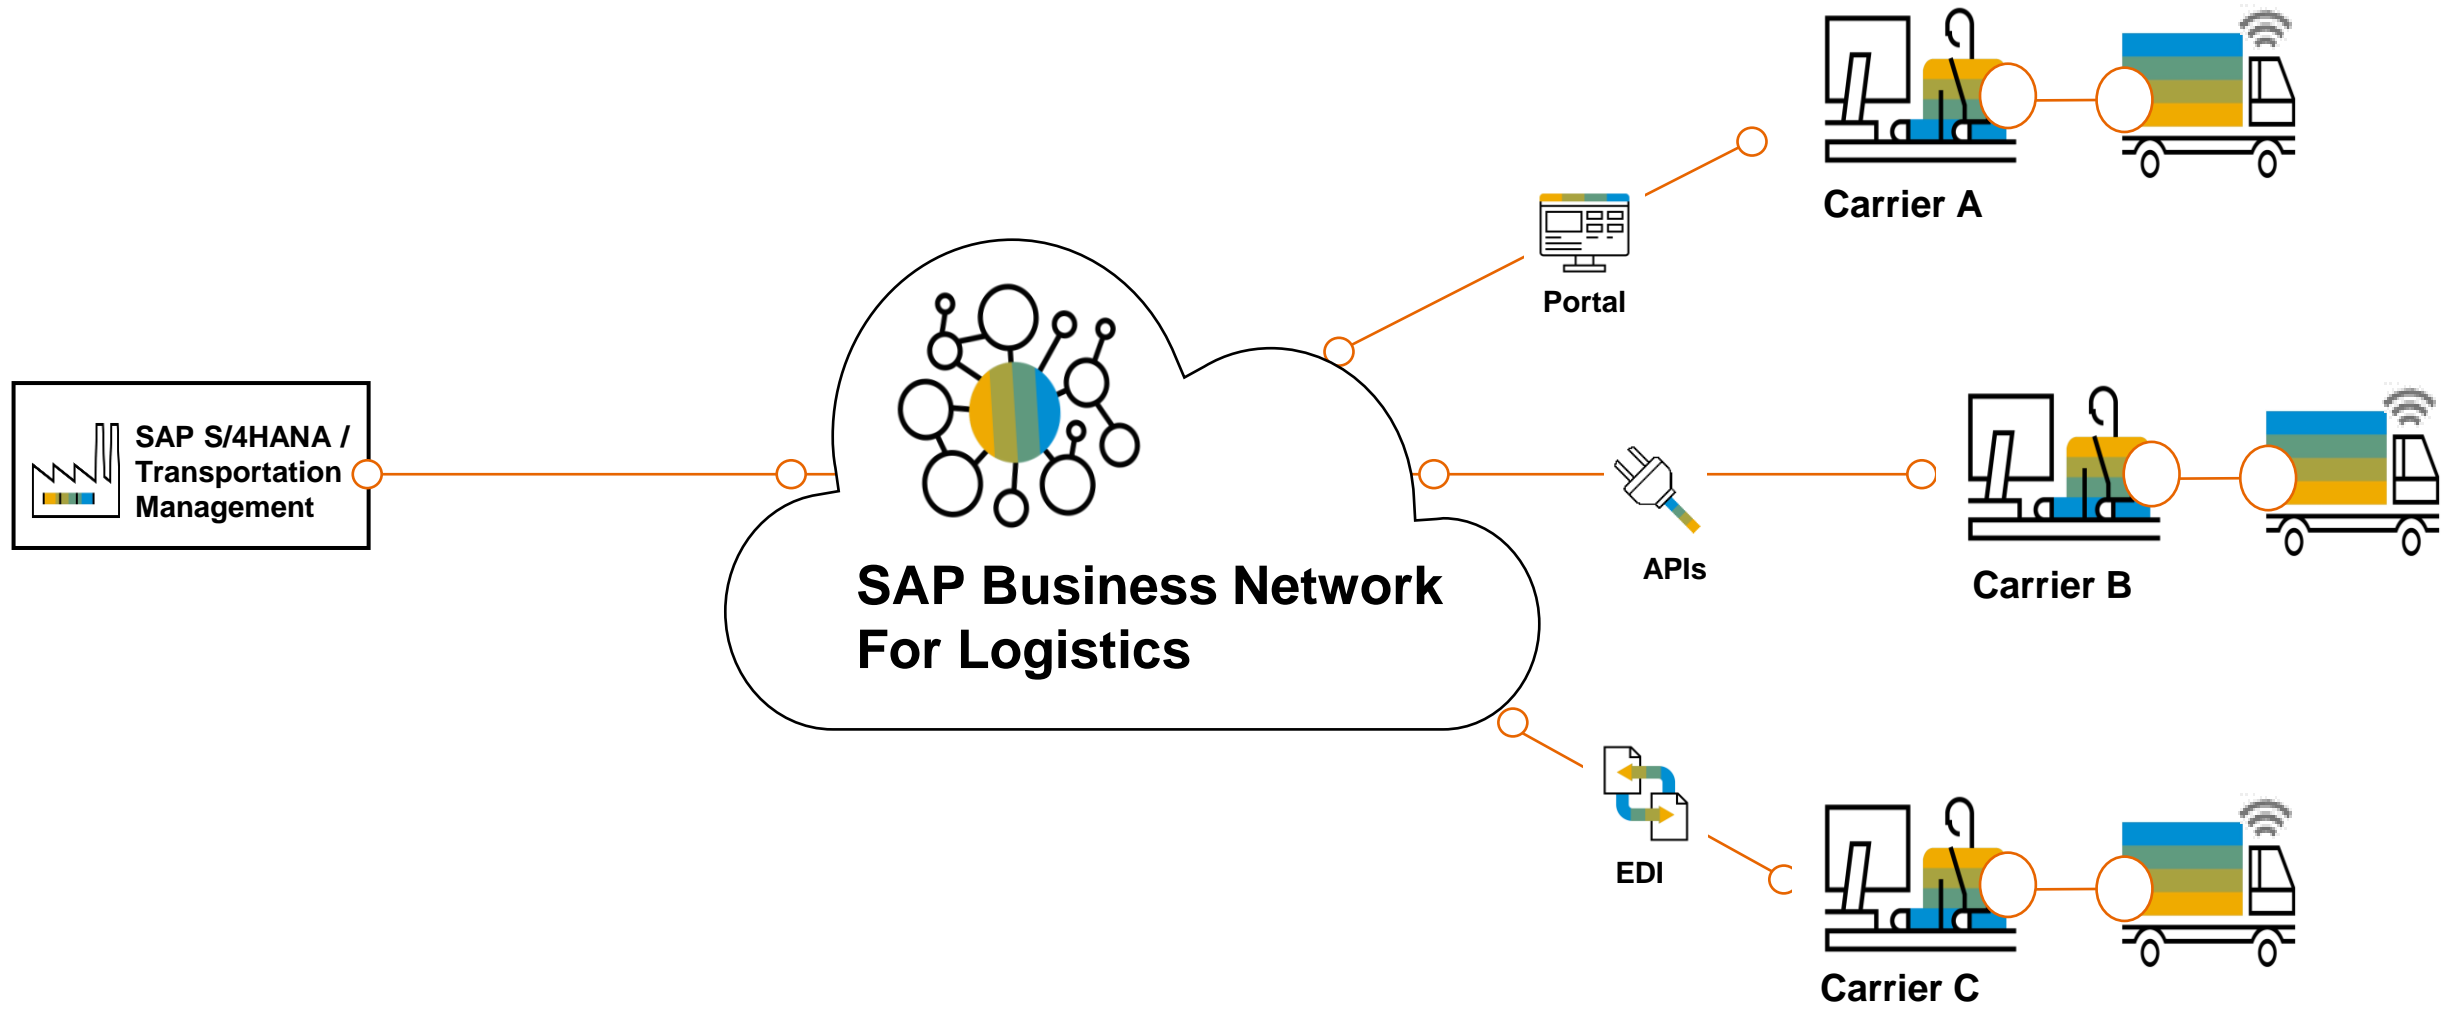 SAP S/4HANA /
Transportation
Management
SAP Business Network
For Logistics
Portal
APIs
EDI
Carrier A
Carrier B
Carrier C